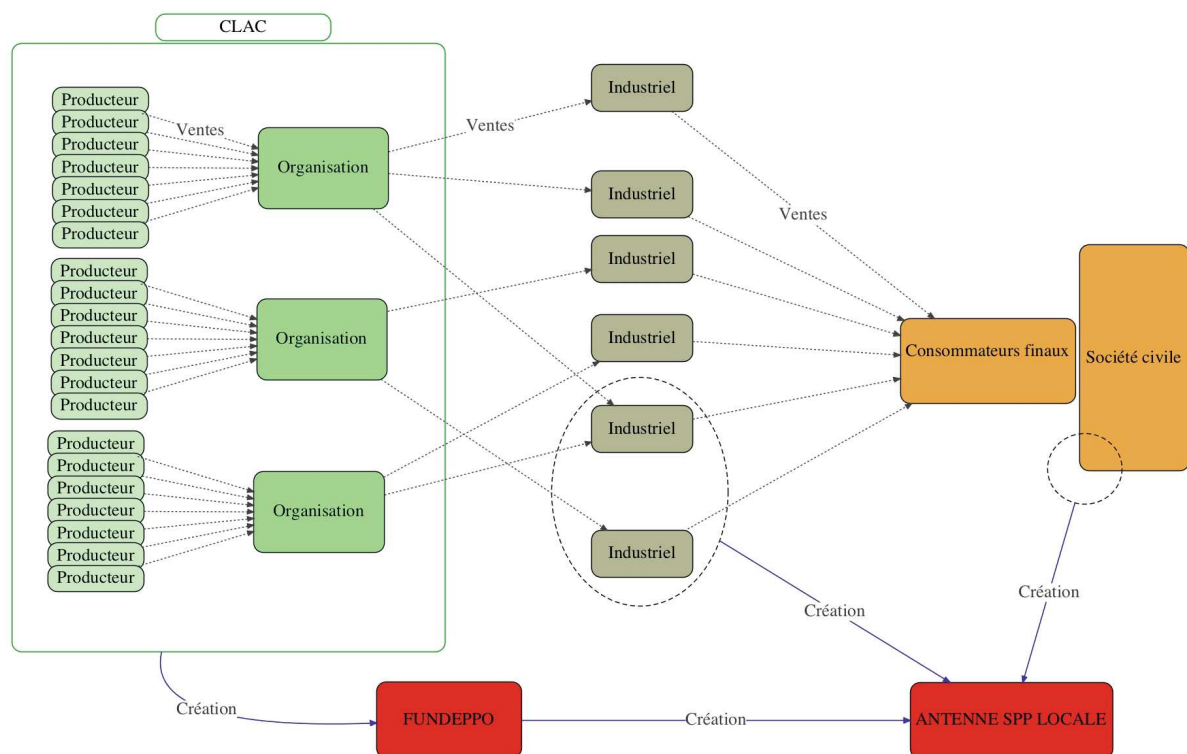 CLAC
Producteur
Producteur
Producteur
Producteur
Producteur
Producteur
Producteur
Ventes
Organisation
Producteur
Producteur
Producteur
Producteur
Producteur
Producteur
Producteur
Organisation
Producteur
Producteur
Producteur
Producteur
Producteur
Producteur
Producteur
Organisation
Ventes
Industriel
Industriel
Industriel
Industriel
Industriel
Industriel
Ventes
Consommateurs finaux
Société civile
Création
Création
Création
FUNDEPPO
Création
ANTENNE SPP LOCALE